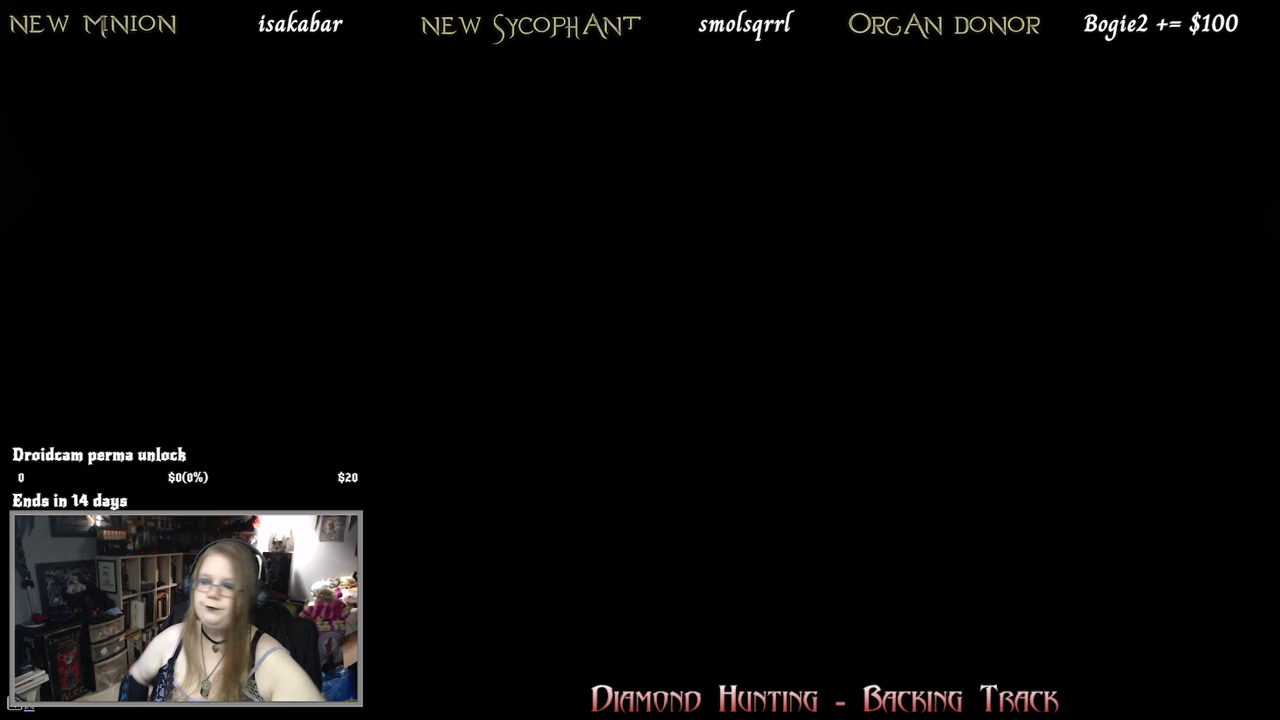 NEW MINION isakabar NEW SYCOPHANT smolsqrrl ORGAN DONOR Bogie2 += $100
Droidcam perma unlock
0 $0(0%) $20
Ends in 14 days
DIAMOND HUNTING - BACKING TRACK